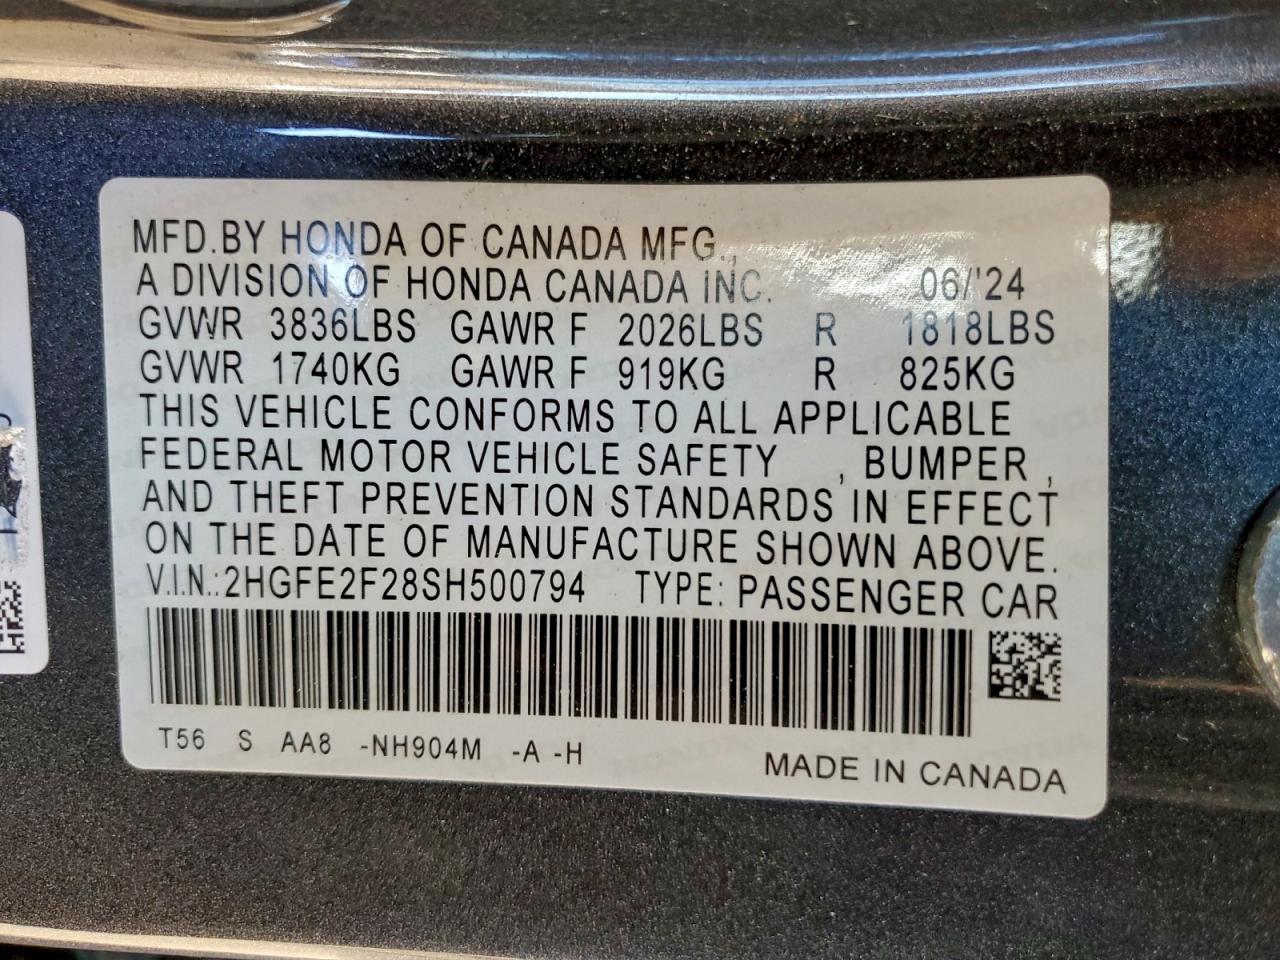 MFD.BY HONDA OF CANADA MFG.,
A DIVISION OF HONDA CANADA INC. 06/'24
GVWR 3836LBS GAWR F 2026LBS R 1818LBS
GVWR 1740KG GAWR F 919KG R 825KG
THIS VEHICLE CONFORMS TO ALL APPLICABLE
FEDERAL MOTOR VEHICLE SAFETY , BUMPER ,
AND THEFT PREVENTION STANDARDS IN EFFECT
ON THE DATE OF MANUFACTURE SHOWN ABOVE.
V.I.N.:2HGFE2F28SH500794 TYPE: PASSENGER CAR
T56 S AA8 -NH904M -A -H
MADE IN CANADA